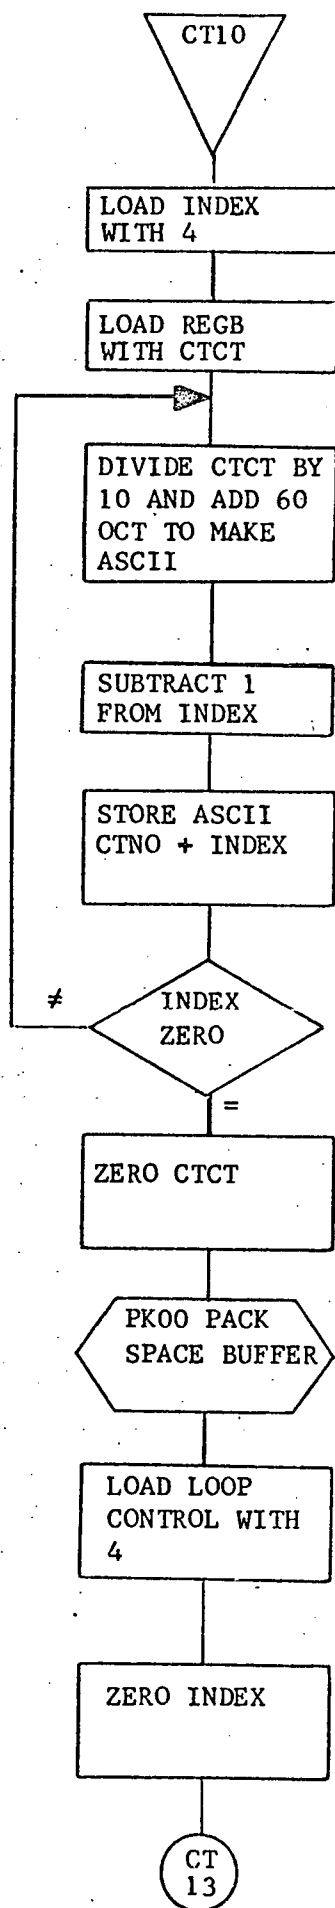 CT10
LOAD INDEX
WITH 4
LOAD REGB
WITH CTCT
DIVIDE CTCT BY
10 AND ADD 60
OCT TO MAKE
ASCII
SUBTRACT 1
FROM INDEX
STORE ASCII
CTNO + INDEX
≠
INDEX
ZERO
=
ZERO CTCT
PK00 PACK
SPACE BUFFER
LOAD LOOP
CONTROL WITH
4
ZERO INDEX
CT
13